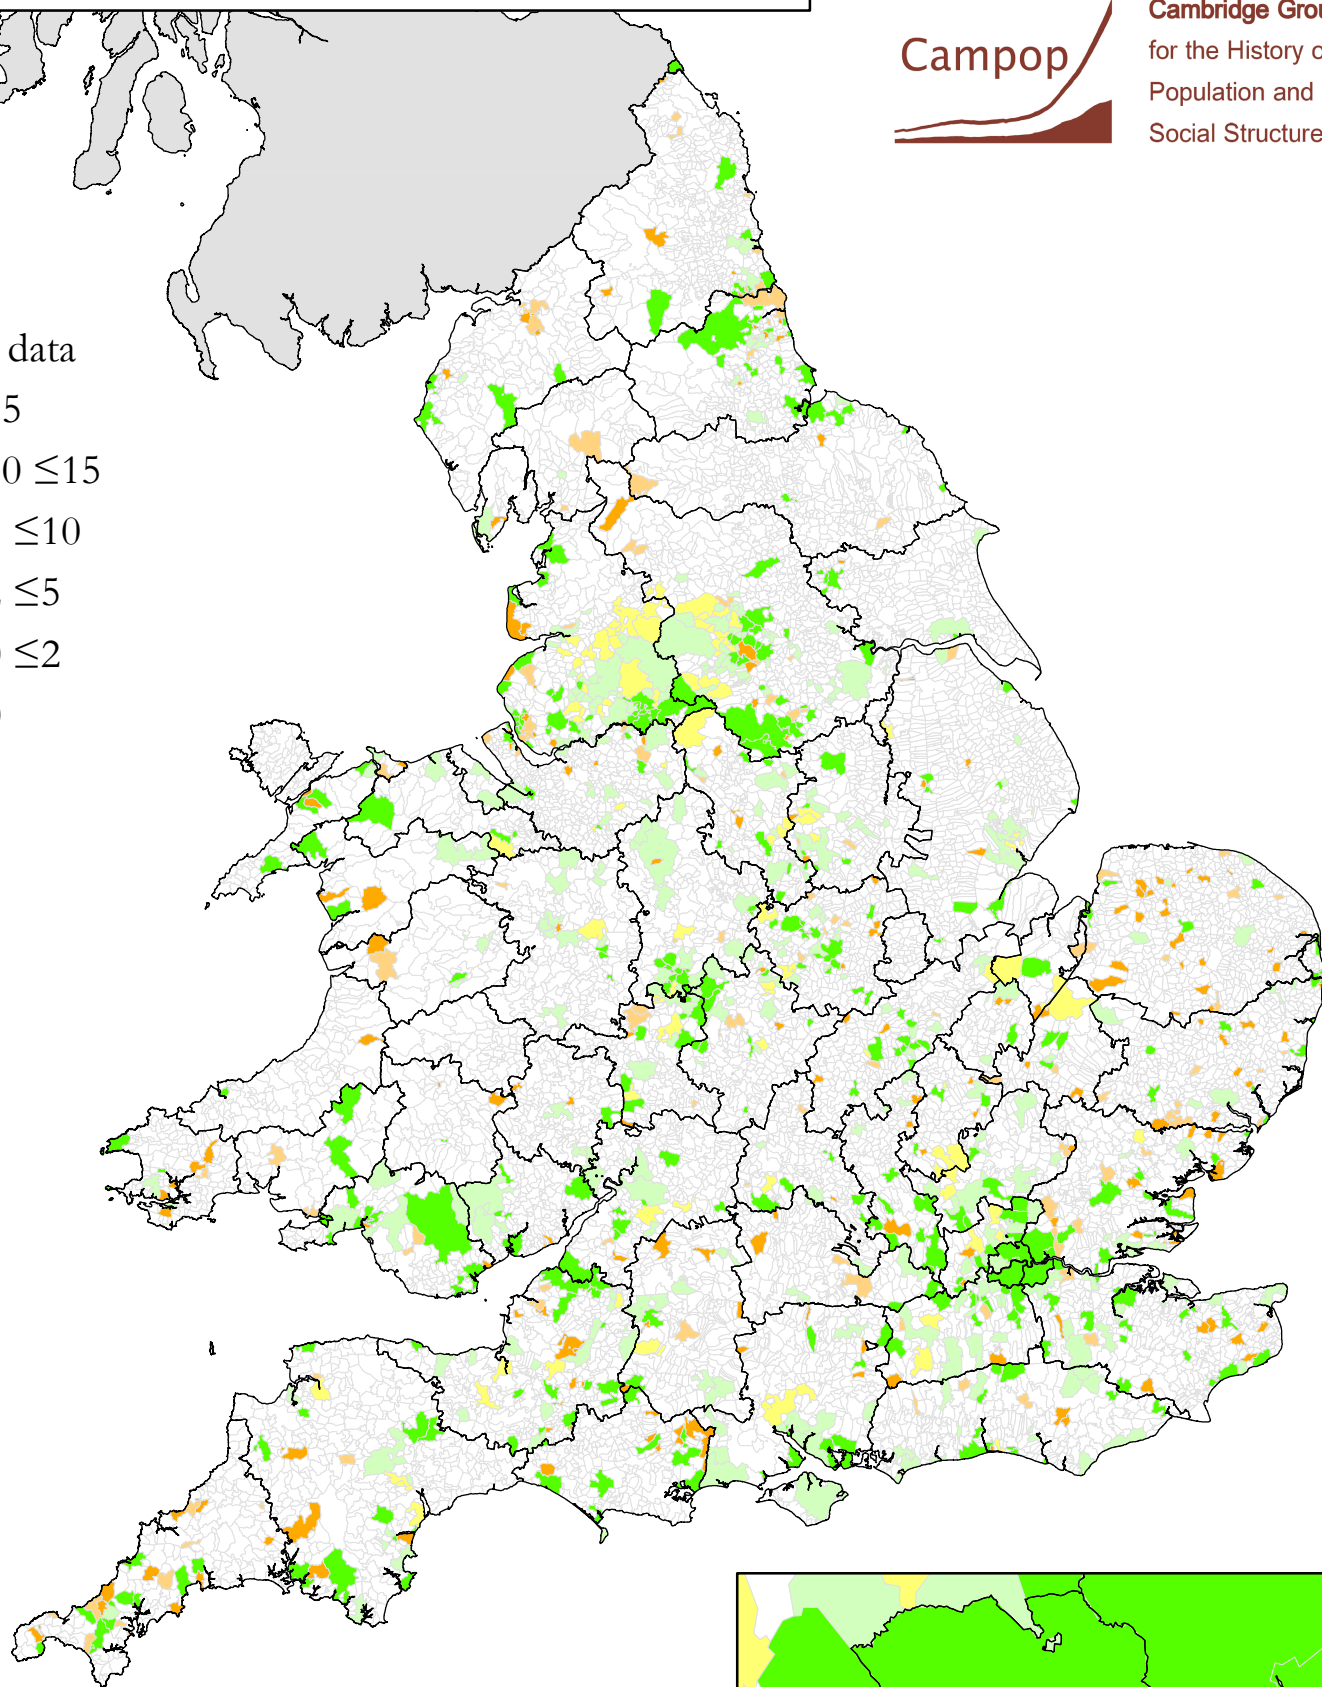 Campop
Cambridge Grou
for the History o
Population and
Social Structure
data
5
0 ≤15
≤10
≤5
≤2